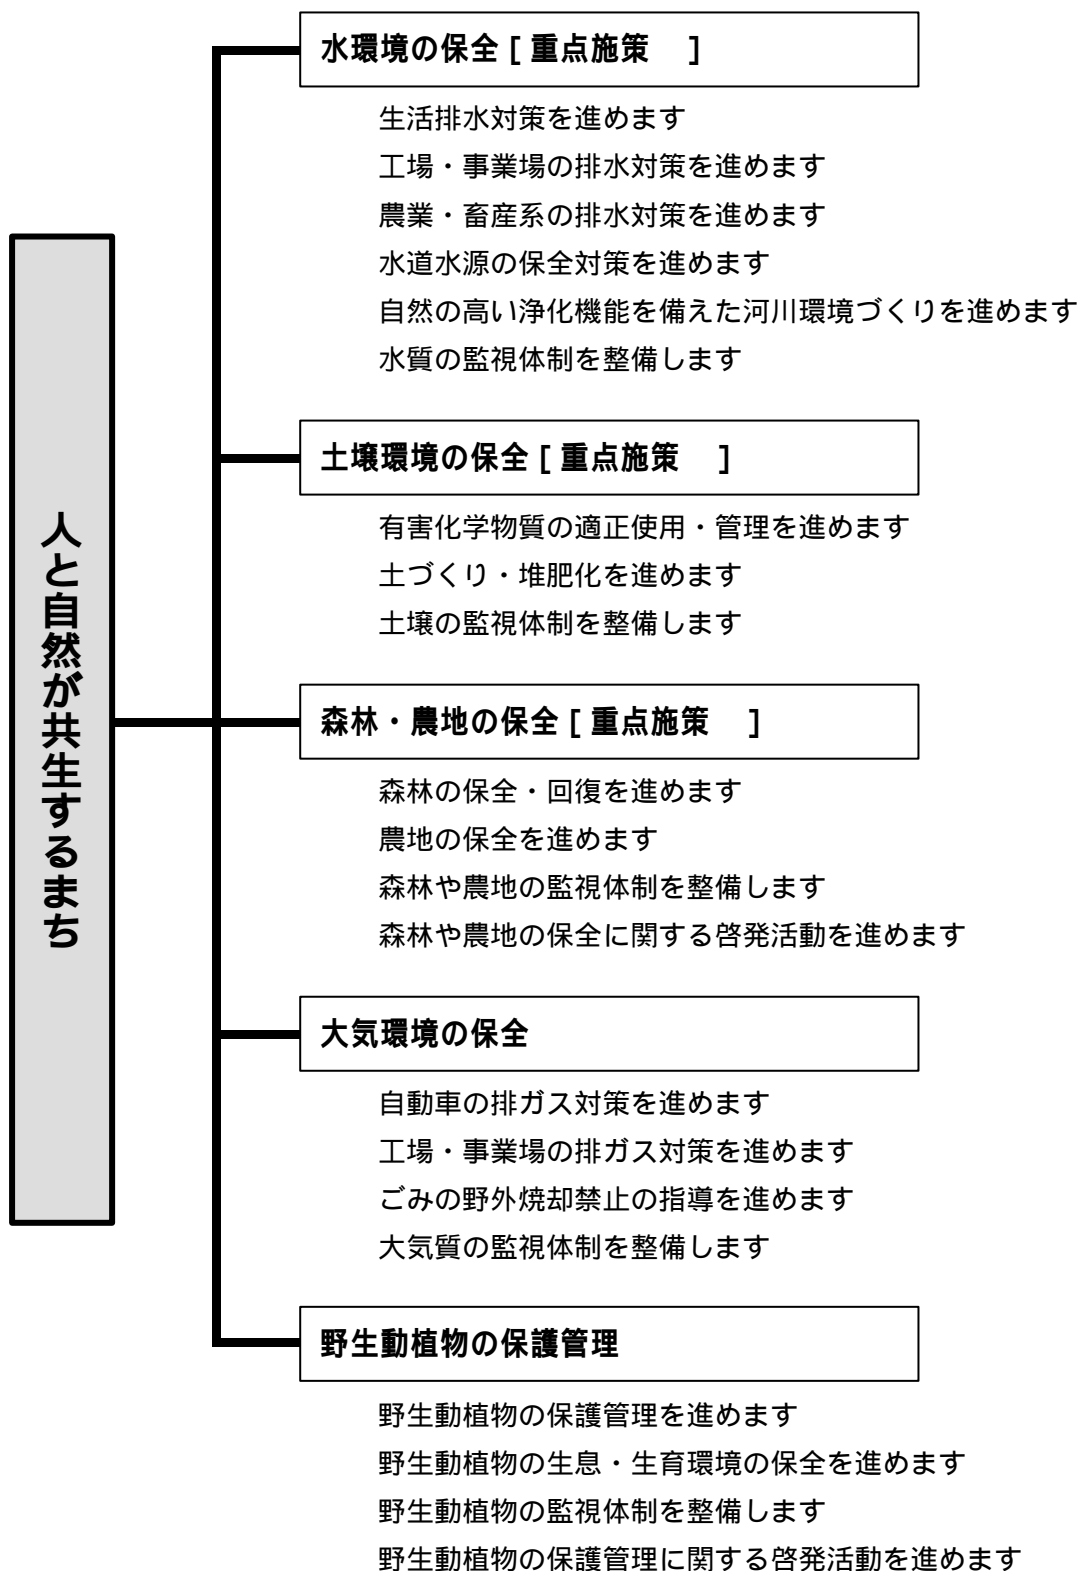 人と自然が共生するまち
水環境の保全 [ 重点施策　 ]
生活排水対策を進めます
工場・事業場の排水対策を進めます
農業・畜産系の排水対策を進めます
水道水源の保全対策を進めます
自然の高い浄化機能を備えた河川環境づくりを進めます
水質の監視体制を整備します
土壌環境の保全 [ 重点施策　 ]
有害化学物質の適正使用・管理を進めます
土づくり・堆肥化を進めます
土壌の監視体制を整備します
森林・農地の保全 [ 重点施策　 ]
森林の保全・回復を進めます
農地の保全を進めます
森林や農地の監視体制を整備します
森林や農地の保全に関する啓発活動を進めます
大気環境の保全
自動車の排ガス対策を進めます
工場・事業場の排ガス対策を進めます
ごみの野外焼却禁止の指導を進めます
大気質の監視体制を整備します
野生動植物の保護管理
野生動植物の保護管理を進めます
野生動植物の生息・生育環境の保全を進めます
野生動植物の監視体制を整備します
野生動植物の保護管理に関する啓発活動を進めます